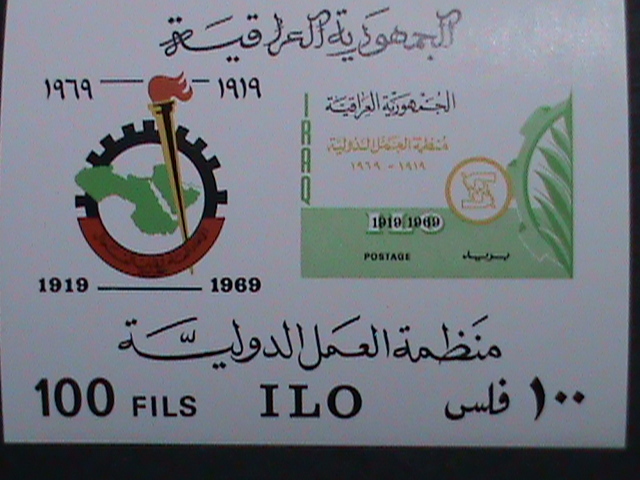 الجمهورية العراقية
١٩٦٩ ١٩١٩
1919 1969
IRAQ
الجمهورية العراقية
منظمة العمل الدولية
١٩١٩ - ١٩٦٩
1919 1969
POSTAGE بريد
منظمة العمل الدولية
100 FILS ILO ١٠٠ فلس